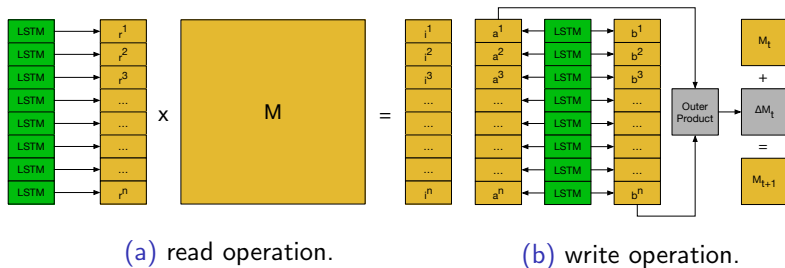 LSTM r¹ i¹ a¹ LSTM b¹
LSTM r² i² a² LSTM b² Mₜ
LSTM r³ i³ a³ LSTM b³ +
LSTM ... ... ... LSTM ...
LSTM ... x M = ... ... LSTM ... Outer Product ΔMₜ
LSTM ... ... ... LSTM ...
LSTM ... ... ... LSTM ... =
LSTM rⁿ iⁿ aⁿ LSTM bⁿ Mₜ₊₁
(a) read operation. (b) write operation.